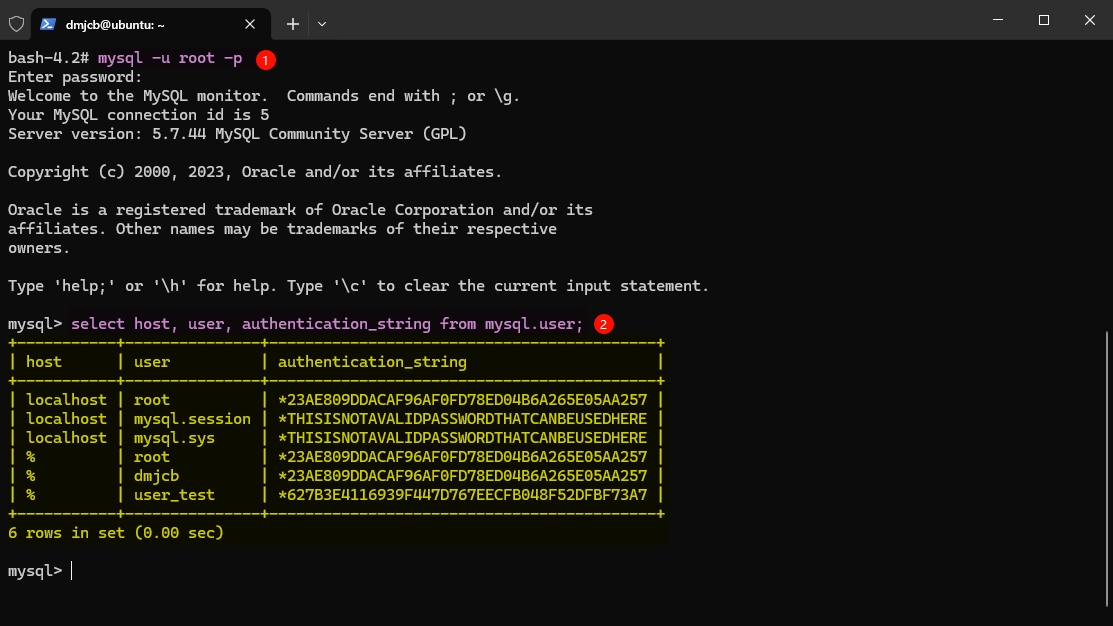 dmjcb@ubuntu: ~
bash-4.2# mysql -u root -p 1
Enter password:
Welcome to the MySQL monitor.  Commands end with ; or \g.
Your MySQL connection id is 5
Server version: 5.7.44 MySQL Community Server (GPL)
Copyright (c) 2000, 2023, Oracle and/or its affiliates.
Oracle is a registered trademark of Oracle Corporation and/or its
affiliates. Other names may be trademarks of their respective
owners.
Type 'help;' or '\h' for help. Type '\c' to clear the current input statement.
mysql> select host, user, authentication_string from mysql.user; 2
+-----------+---------------+-------------------------------------------+
| host      | user          | authentication_string                     |
+-----------+---------------+-------------------------------------------+
| localhost | root          | *23AE809DDACAF96AF0FD78ED04B6A265E05AA257 |
| localhost | mysql.session | *THISISNOTAVALIDPASSWORDTHATCANBEUSEDHERE |
| localhost | mysql.sys     | *THISISNOTAVALIDPASSWORDTHATCANBEUSEDHERE |
| %         | root          | *23AE809DDACAF96AF0FD78ED04B6A265E05AA257 |
| %         | dmjcb         | *23AE809DDACAF96AF0FD78ED04B6A265E05AA257 |
| %         | user_test     | *627B3E4116939F447D767EECFB048F52DFBF73A7 |
+-----------+---------------+-------------------------------------------+
6 rows in set (0.00 sec)
mysql>